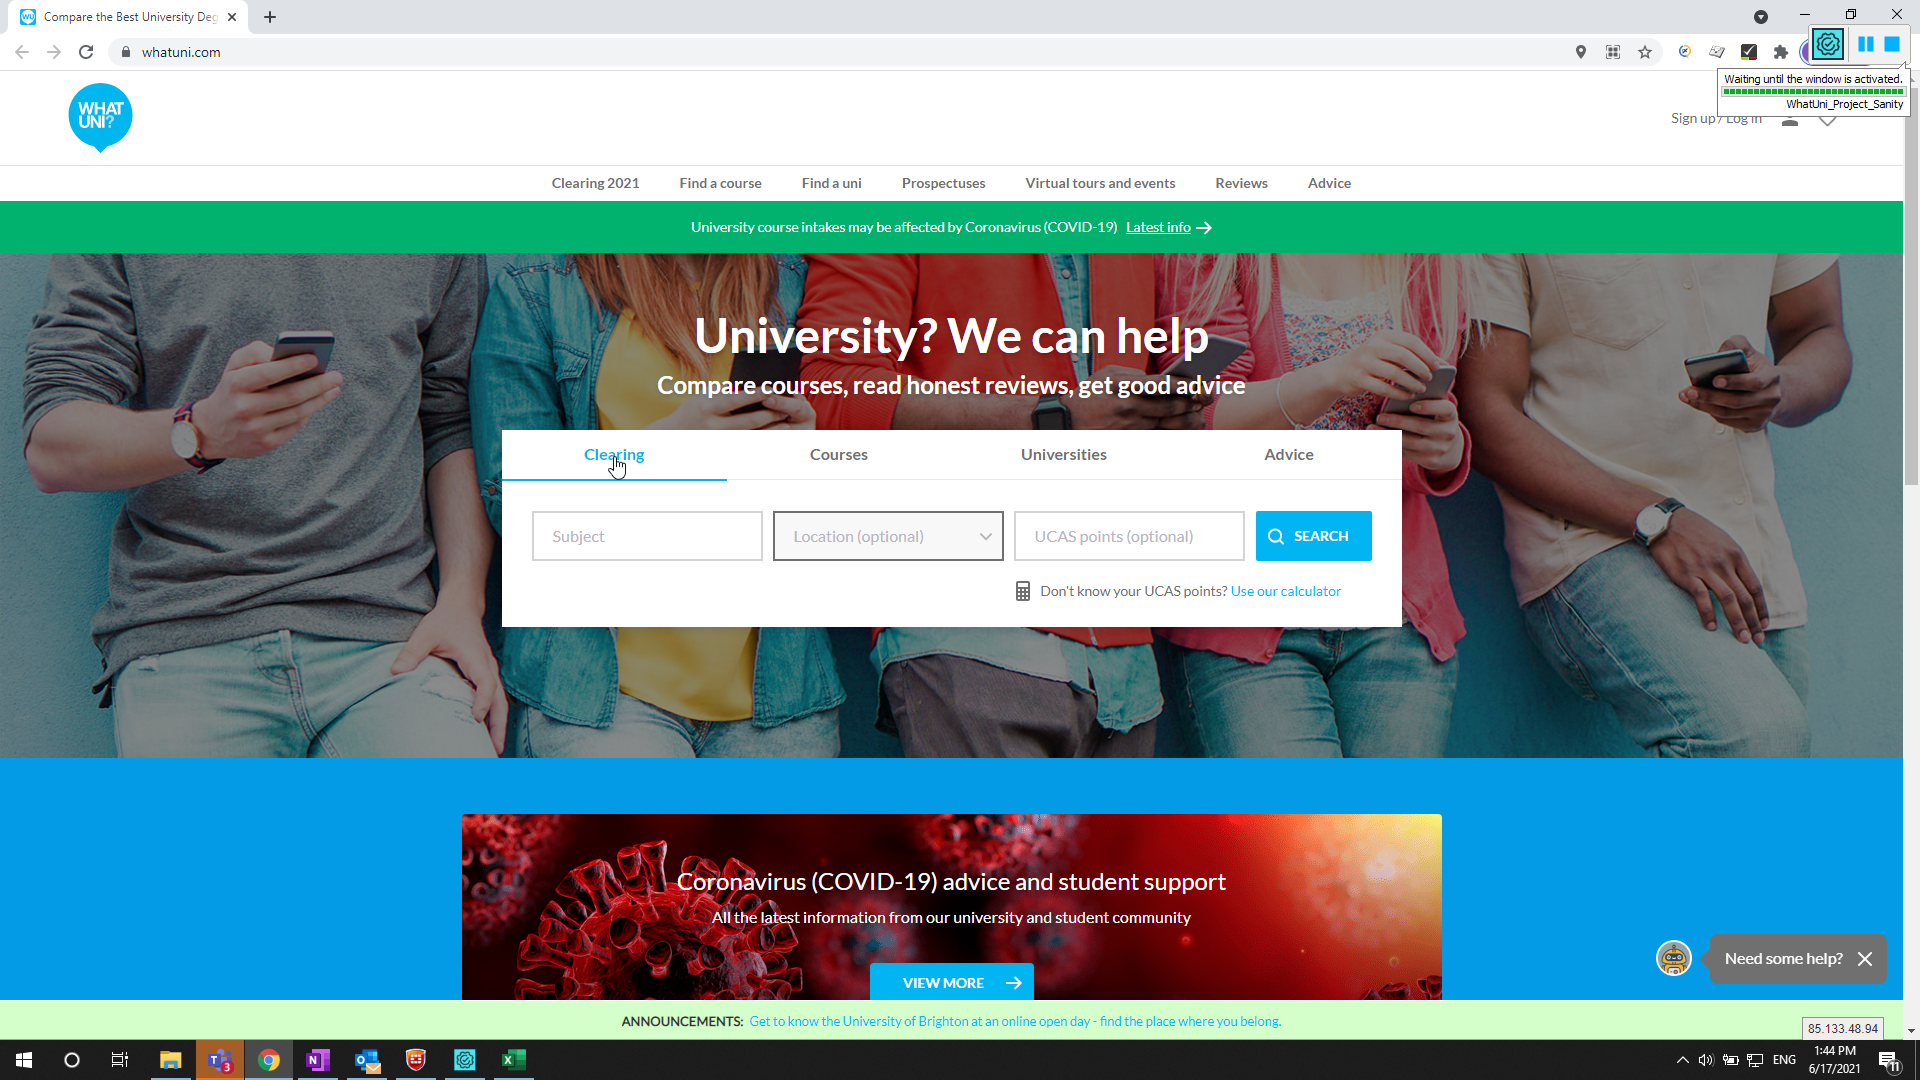 Compare the Best University Deg
whatuni.com
Waiting until the window is activated.
WhatUni_Project_Sanity
WHAT
UNI?
Sign up / Log in
Clearing 2021 Find a course Find a uni Prospectuses Virtual tours and events Reviews Advice
University course intakes may be affected by Coronavirus (COVID-19) Latest info
University? We can help
Compare courses, read honest reviews, get good advice
Clearing Courses Universities Advice
Subject Location (optional) UCAS points (optional) SEARCH
Don't know your UCAS points? Use our calculator
Coronavirus (COVID-19) advice and student support
All the latest information from our university and student community
VIEW MORE
Need some help?
ANNOUNCEMENTS: Get to know the University of Brighton at an online open day - find the place where you belong.
85.133.48.94
3
ENG
1:44 PM
6/17/2021
11